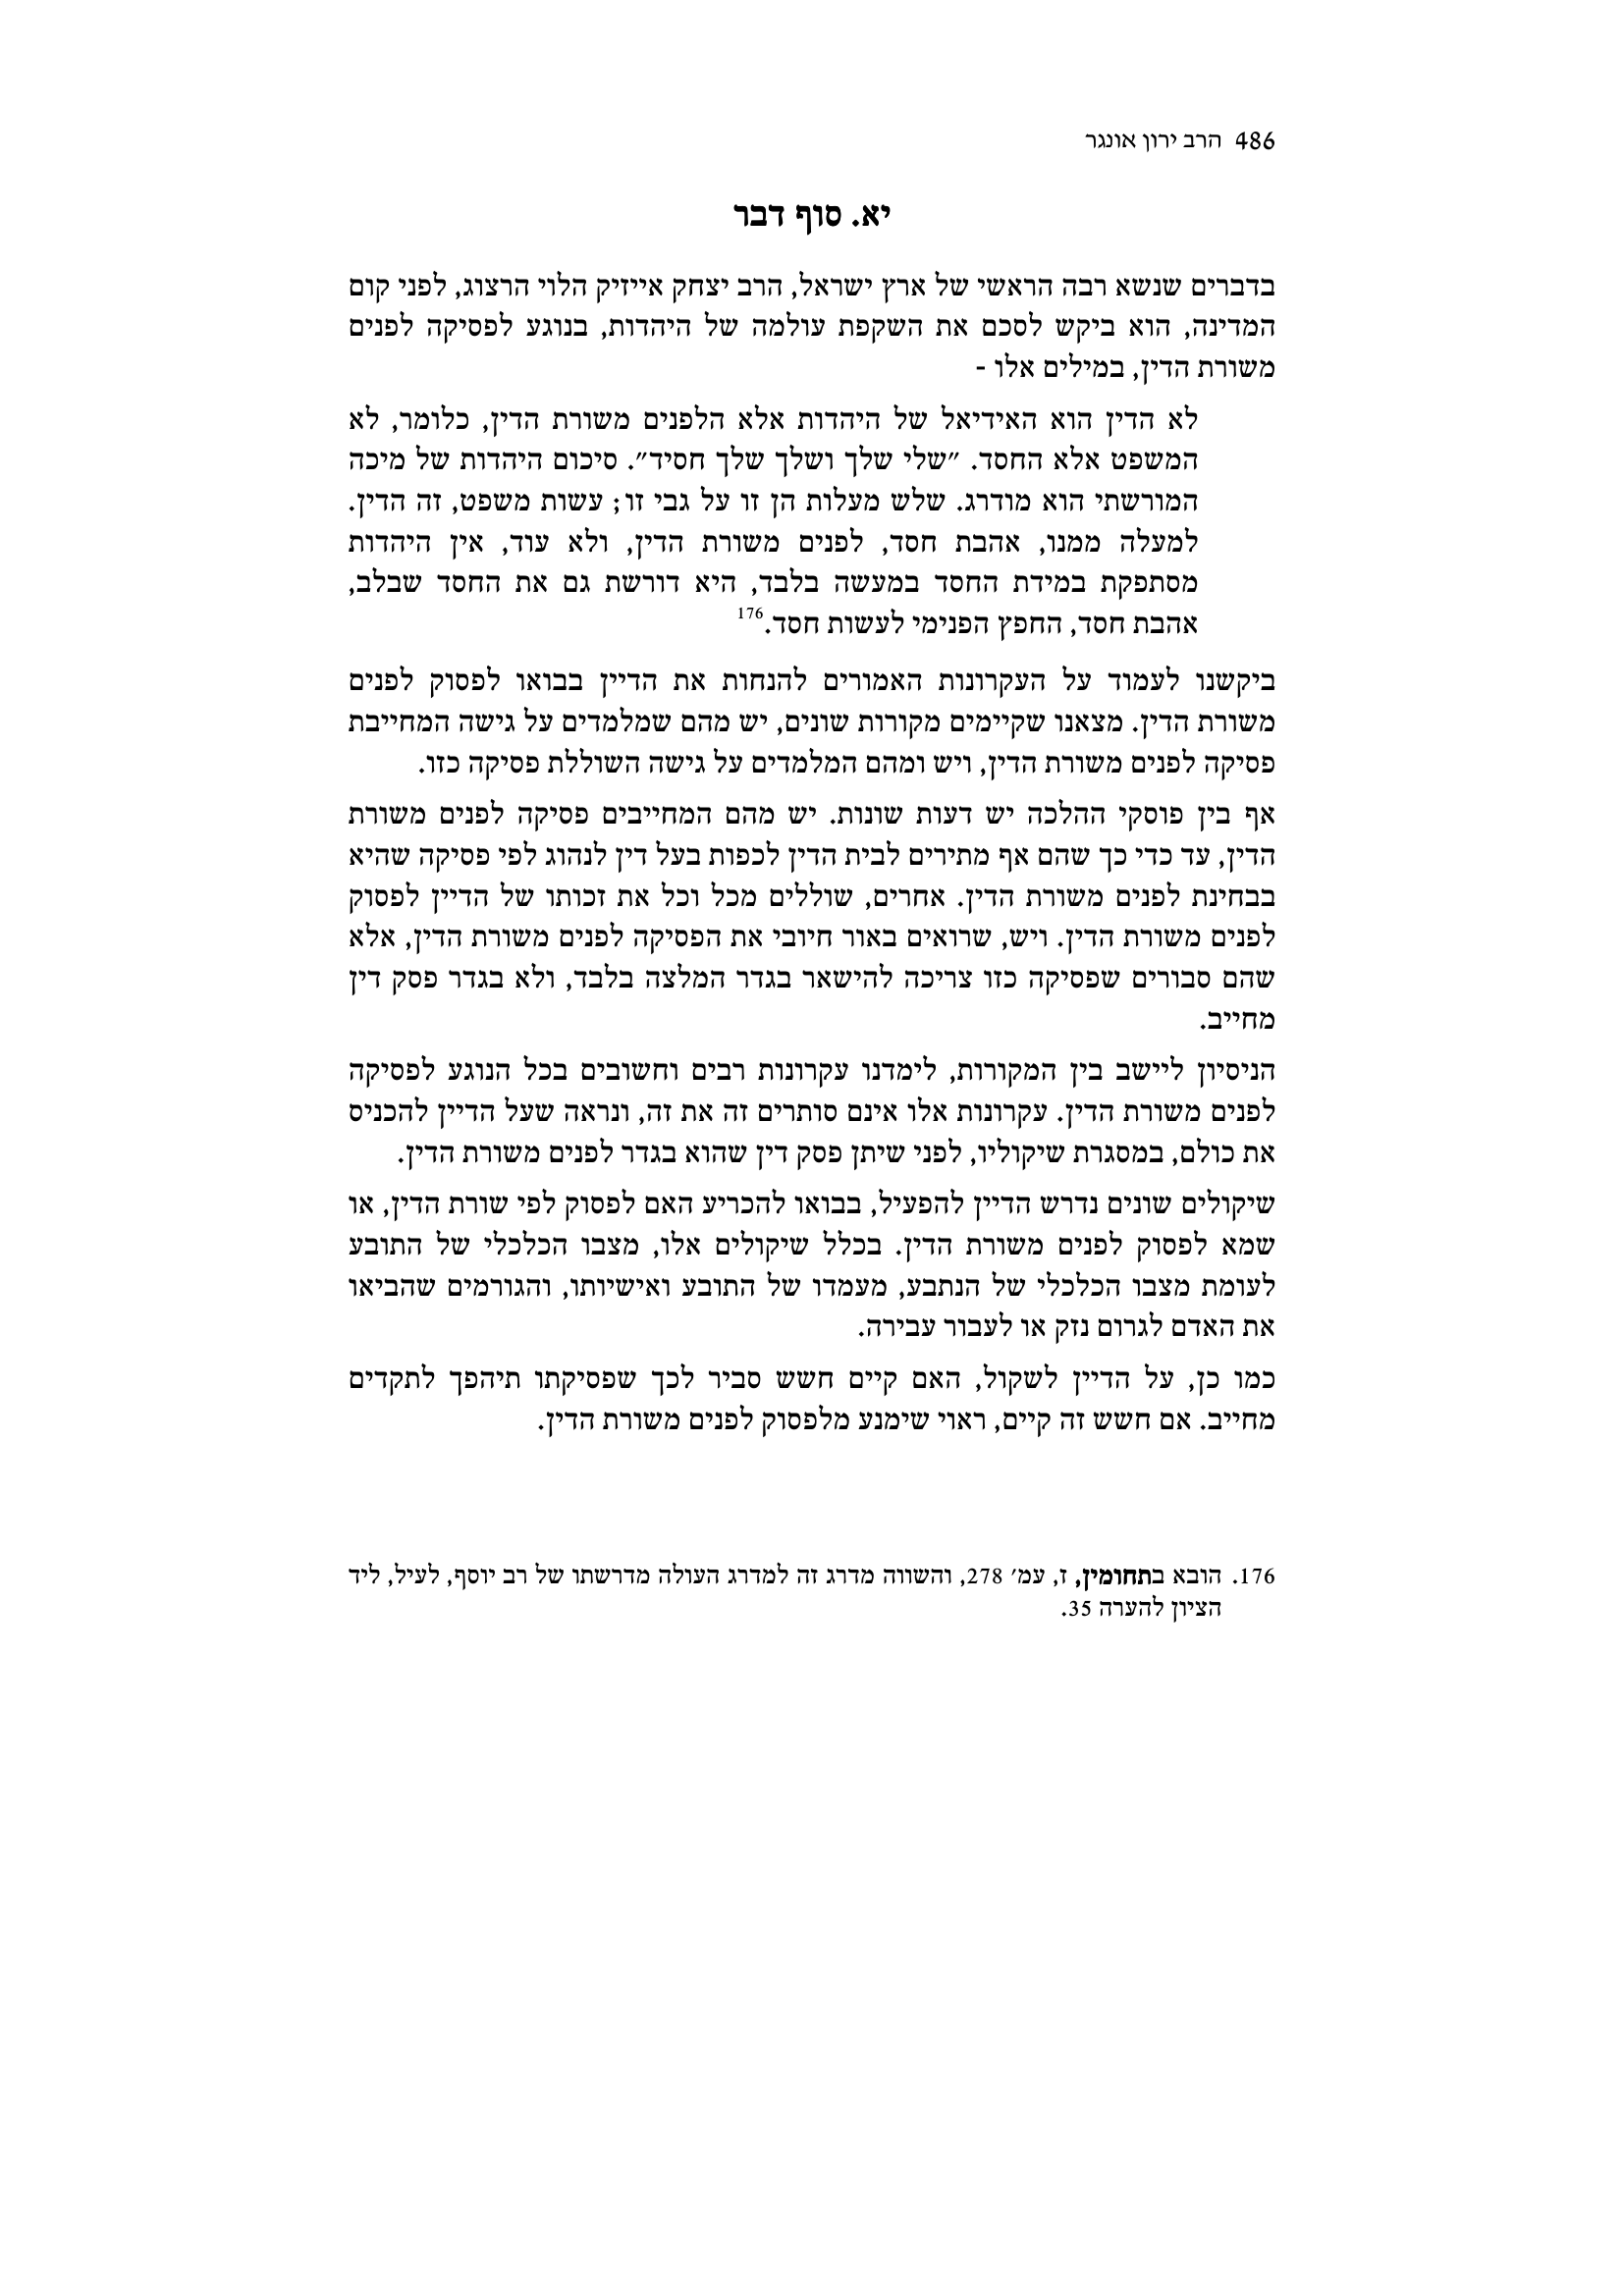 486 הרב ירון אונגר
יא. סוף דבר
בדברים שנשא רבה הראשי של ארץ ישראל, הרב יצחק אייזיק הלוי הרצוג, לפני קום
המדינה, הוא ביקש לסכם את השקפת עולמה של היהדות, בנוגע לפסיקה לפנים
משורת הדין, במילים אלו -
לא הדין הוא האידיאל של היהדות אלא הלפנים משורת הדין, כלומר, לא
המשפט אלא החסד. ״שלי שלך ושלך שלך חסיד״. סיכום היהדות של מיכה
המורשתי הוא מודרג. שלש מעלות הן זו על גבי זו; עשות משפט, זה הדין.
למעלה ממנו, אהבת חסד, לפנים משורת הדין, ולא עוד, אין היהדות
מסתפקת במידת החסד במעשה בלבד, היא דורשת גם את החסד שבלב,
אהבת חסד, החפץ הפנימי לעשות חסד.176
ביקשנו לעמוד על העקרונות האמורים להנחות את הדיין בבואו לפסוק לפנים
משורת הדין. מצאנו שקיימים מקורות שונים, יש מהם שמלמדים על גישה המחייבת
פסיקה לפנים משורת הדין, ויש ומהם המלמדים על גישה השוללת פסיקה כזו.
אף בין פוסקי ההלכה יש דעות שונות. יש מהם המחייבים פסיקה לפנים משורת
הדין, עד כדי כך שהם אף מתירים לבית הדין לכפות בעל דין לנהוג לפי פסיקה שהיא
בבחינת לפנים משורת הדין. אחרים, שוללים מכל וכל את זכותו של הדיין לפסוק
לפנים משורת הדין. ויש, שרואים באור חיובי את הפסיקה לפנים משורת הדין, אלא
שהם סבורים שפסיקה כזו צריכה להישאר בגדר המלצה בלבד, ולא בגדר פסק דין
מחייב.
הניסיון ליישב בין המקורות, לימדנו עקרונות רבים וחשובים בכל הנוגע לפסיקה
לפנים משורת הדין. עקרונות אלו אינם סותרים זה את זה, ונראה שעל הדיין להכניס
את כולם, במסגרת שיקוליו, לפני שיתן פסק דין שהוא בגדר לפנים משורת הדין.
שיקולים שונים נדרש הדיין להפעיל, בבואו להכריע האם לפסוק לפי שורת הדין, או
שמא לפסוק לפנים משורת הדין. בכלל שיקולים אלו, מצבו הכלכלי של התובע
לעומת מצבו הכלכלי של הנתבע, מעמדו של התובע ואישיותו, והגורמים שהביאו
את האדם לגרום נזק או לעבור עבירה.
כמו כן, על הדיין לשקול, האם קיים חשש סביר לכך שפסיקתו תיהפך לתקדים
מחייב. אם חשש זה קיים, ראוי שימנע מלפסוק לפנים משורת הדין.
176. הובא בתחומין, ז, עמ׳ 278, והשווה מדרג זה למדרג העולה מדרשתו של רב יוסף, לעיל, ליד
הציון להערה 35.